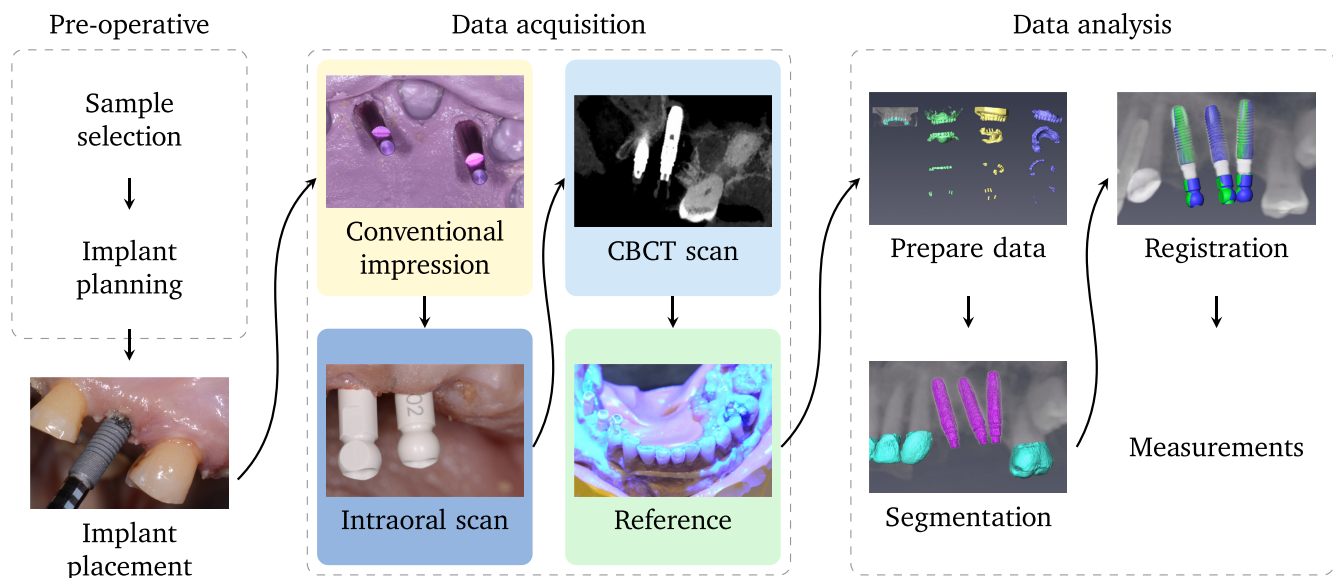 Pre-operative
Sample
selection
Implant
planning
Implant
placement
Data acquisition
Conventional
impression
Intraoral scan
O2
CBCT scan
Reference
Data analysis
Prepare data
Segmentation
Registration
Measurements